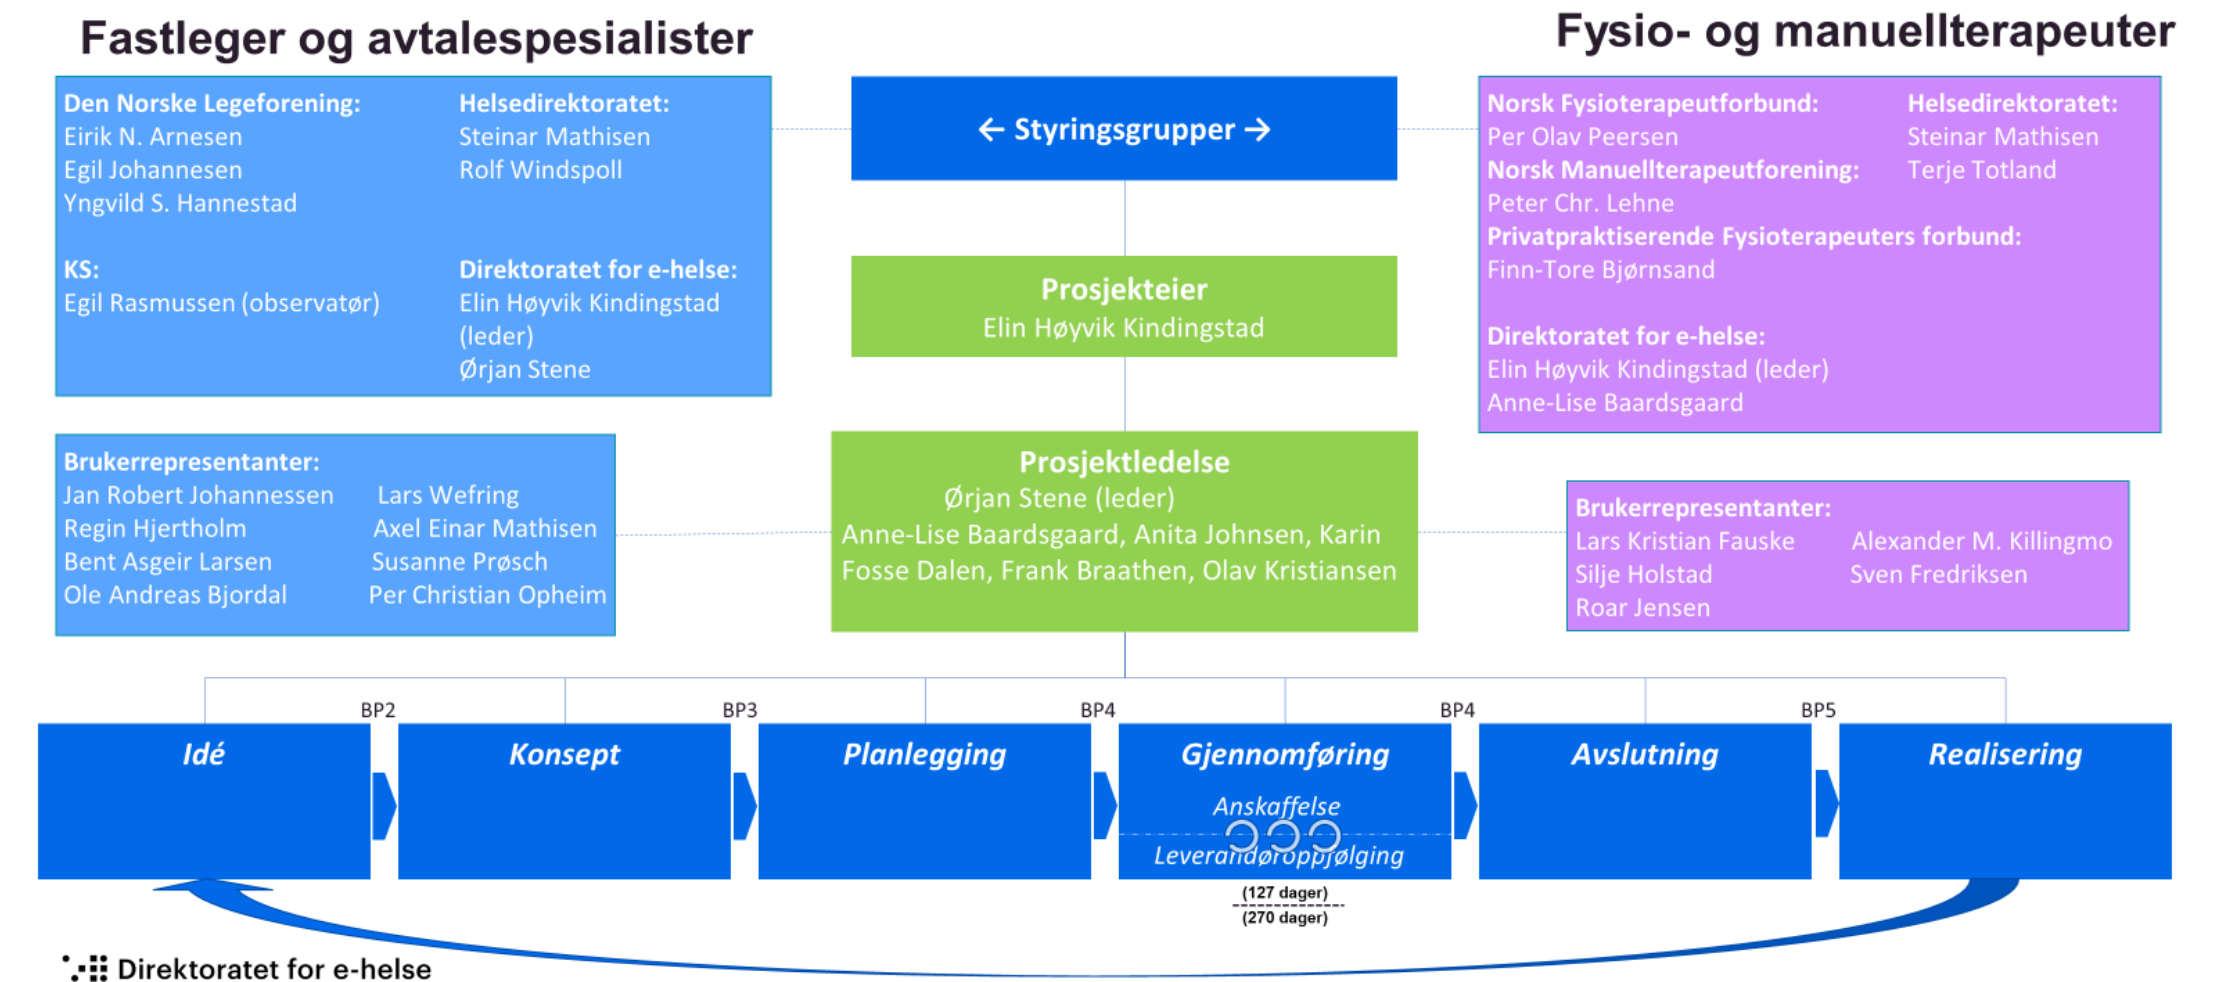 Fastleger og avtalespesialister
Fysio- og manuellterapeuter
Den Norske Legeforening:
Eirik N. Arnesen
Egil Johannesen
Yngvild S. Hannestad
KS:
Egil Rasmussen (observatør)
Helsedirektoratet:
Steinar Mathisen
Rolf Windspoll
Direktoratet for e-helse:
Elin Høyvik Kindingstad
(leder)
Ørjan Stene
← Styringsgrupper →
Norsk Fysioterapeutforbund:
Per Olav Peersen
Norsk Manuellterapeutforening:
Peter Chr. Lehne
Privatpraktiserende Fysioterapeuters forbund:
Finn-Tore Bjørnsand
Direktoratet for e-helse:
Elin Høyvik Kindingstad (leder)
Anne-Lise Baardsgaard
Helsedirektoratet:
Steinar Mathisen
Terje Totland
Prosjekteier
Elin Høyvik Kindingstad
Brukerrepresentanter:
Jan Robert Johannessen Lars Wefring
Regin Hjertholm Axel Einar Mathisen
Bent Asgeir Larsen Susanne Prøsch
Ole Andreas Bjordal Per Christian Opheim
Prosjektledelse
Ørjan Stene (leder)
Anne-Lise Baardsgaard, Anita Johnsen, Karin
Fosse Dalen, Frank Braathen, Olav Kristiansen
Brukerrepresentanter:
Lars Kristian Fauske Alexander M. Killingmo
Silje Holstad Sven Fredriksen
Roar Jensen
BP2 BP3 BP4 BP4 BP5
Idé Konsept Planlegging Gjennomføring Avslutning Realisering
Anskaffelse
Leverandøroppfølging
(127 dager)
(270 dager)
Direktoratet for e-helse